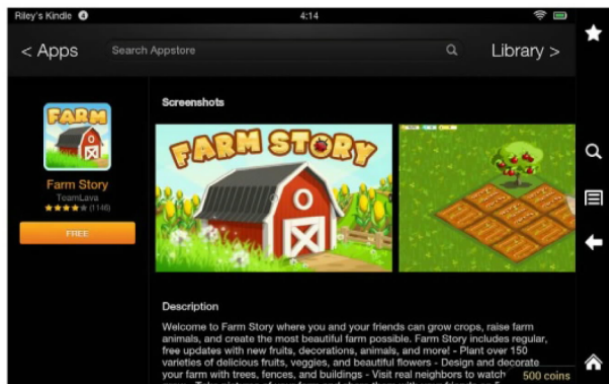 Riley's Kindle 4 4:14
< Apps Search Appstore Library >
Screenshots
FARM
FARM STORY
Farm Story
TeamLava
(1146)
FREE
Description
Welcome to Farm Story where you and your friends can grow crops, raise farm
animals, and create the most beautiful farm possible. Farm Story includes regular,
free updates with new fruits, decorations, animals, and more! - Plant over 150
varieties of delicious fruits, veggies, and beautiful flowers - Design and decorate
your farm with trees, fences, and buildings - Visit real neighbors to watch
500 coins